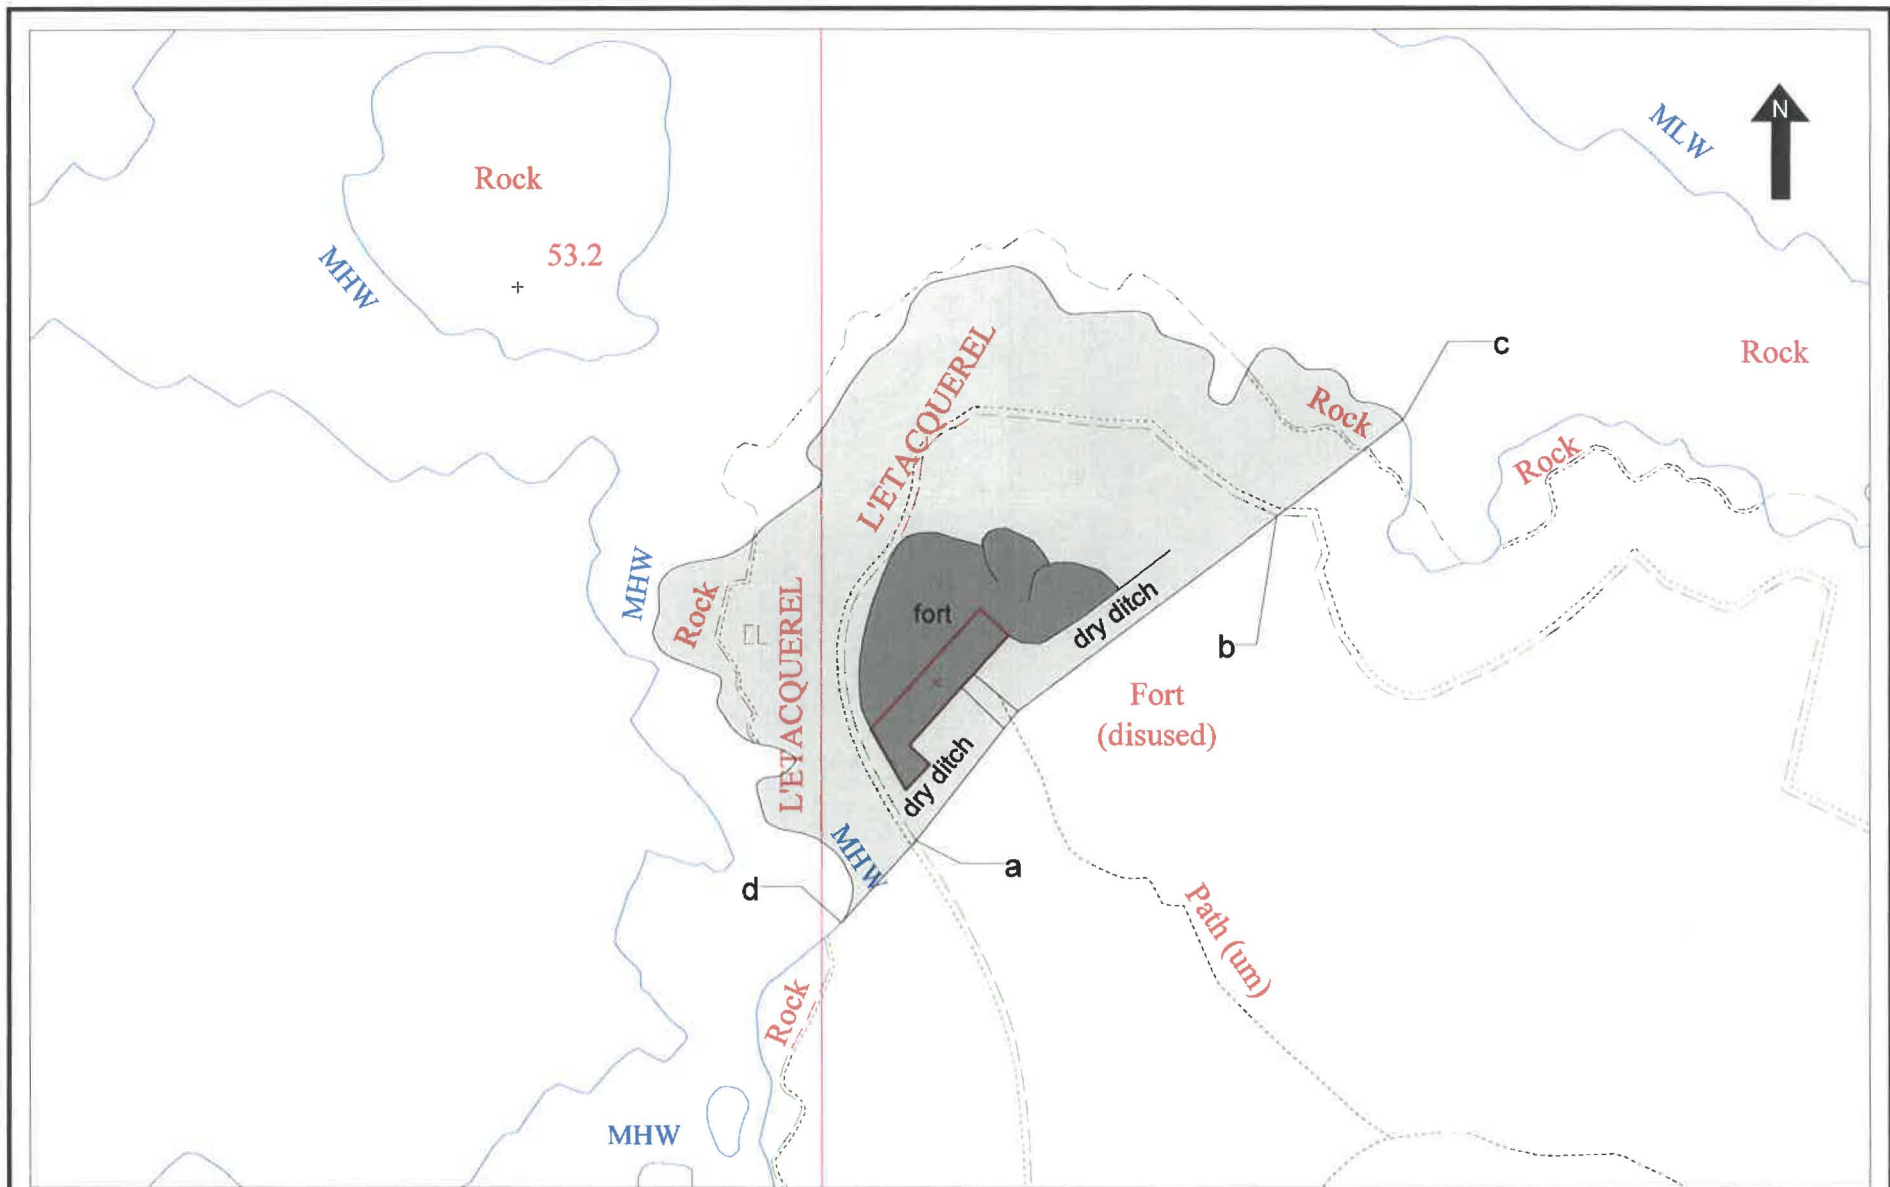 N
MLW
Rock
53.2
MHW
c
Rock
L'ETACQUEREL
Rock
Rock
MHW
Rock
fort
dry ditch
b
L'ETACQUEREL
Fort
(disused)
dry ditch
MHW
a
d
Path (um)
Rock
MHW